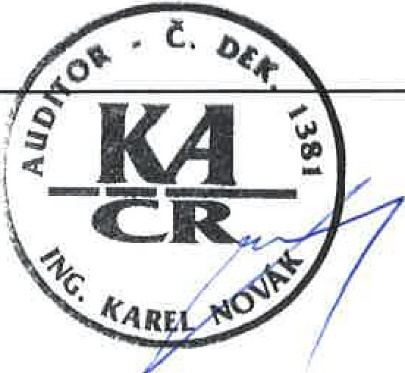 AUDITOR - Č. DEK. 1381
KA
ČR
ING. KAREL NOVÁK